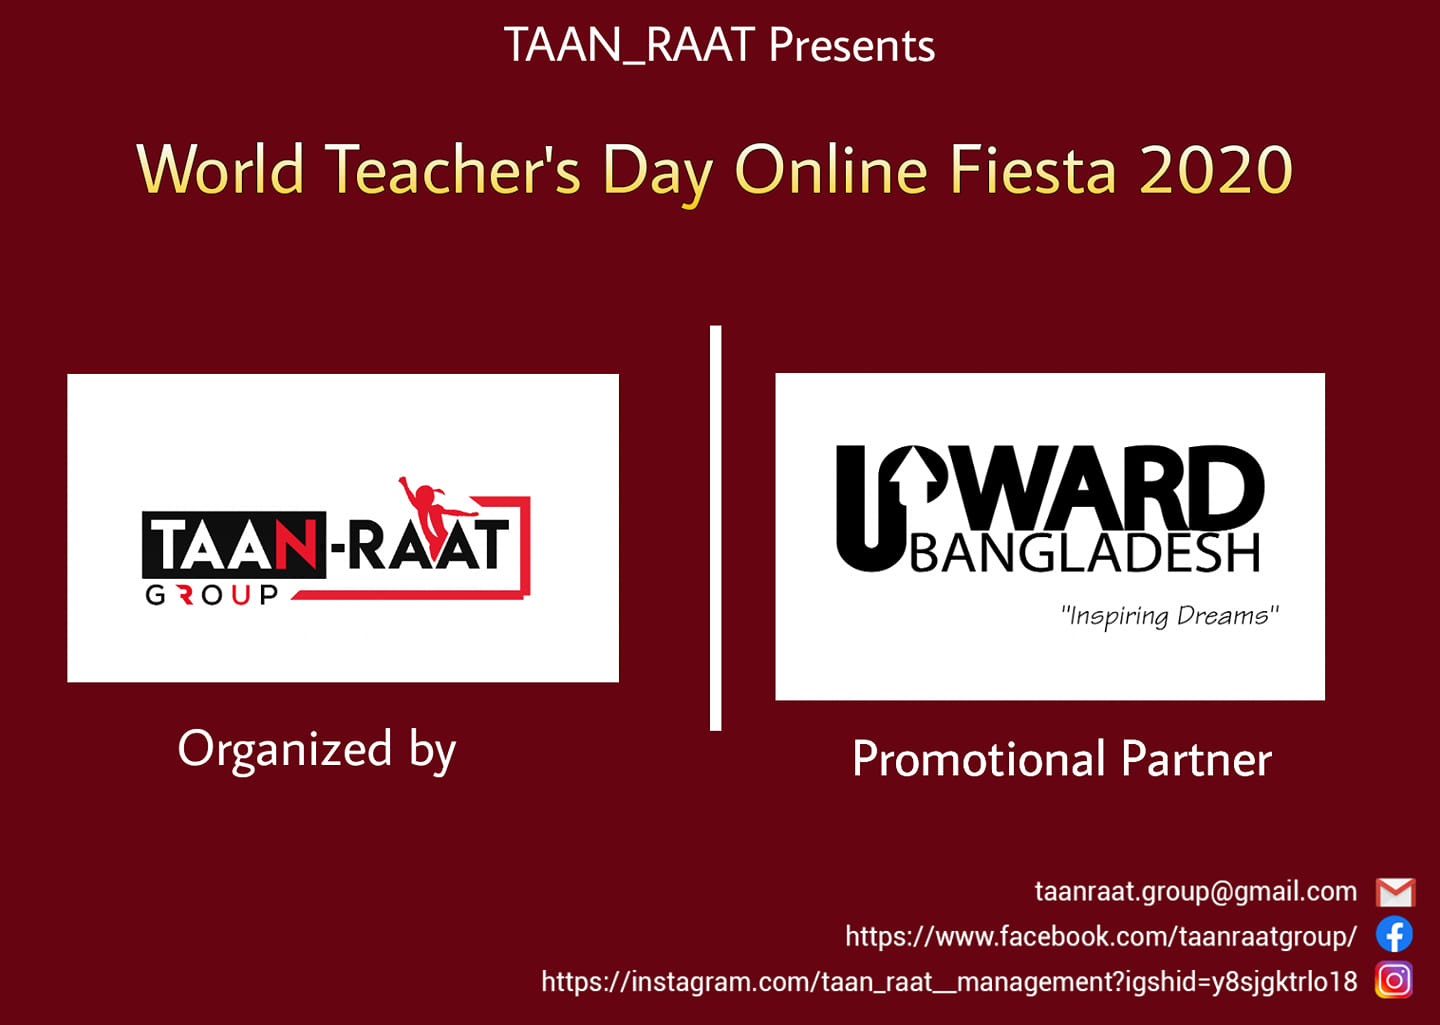 TAAN_RAAT Presents
World Teacher's Day Online Fiesta 2020
TAAN-RAAT
GROUP
Organized by
UPWARD
BANGLADESH
"Inspiring Dreams"
Promotional Partner
taanraat.group@gmail.com
https://www.facebook.com/taanraatgroup/
https://instagram.com/taan_raat__management?igshid=y8sjgktrlo18